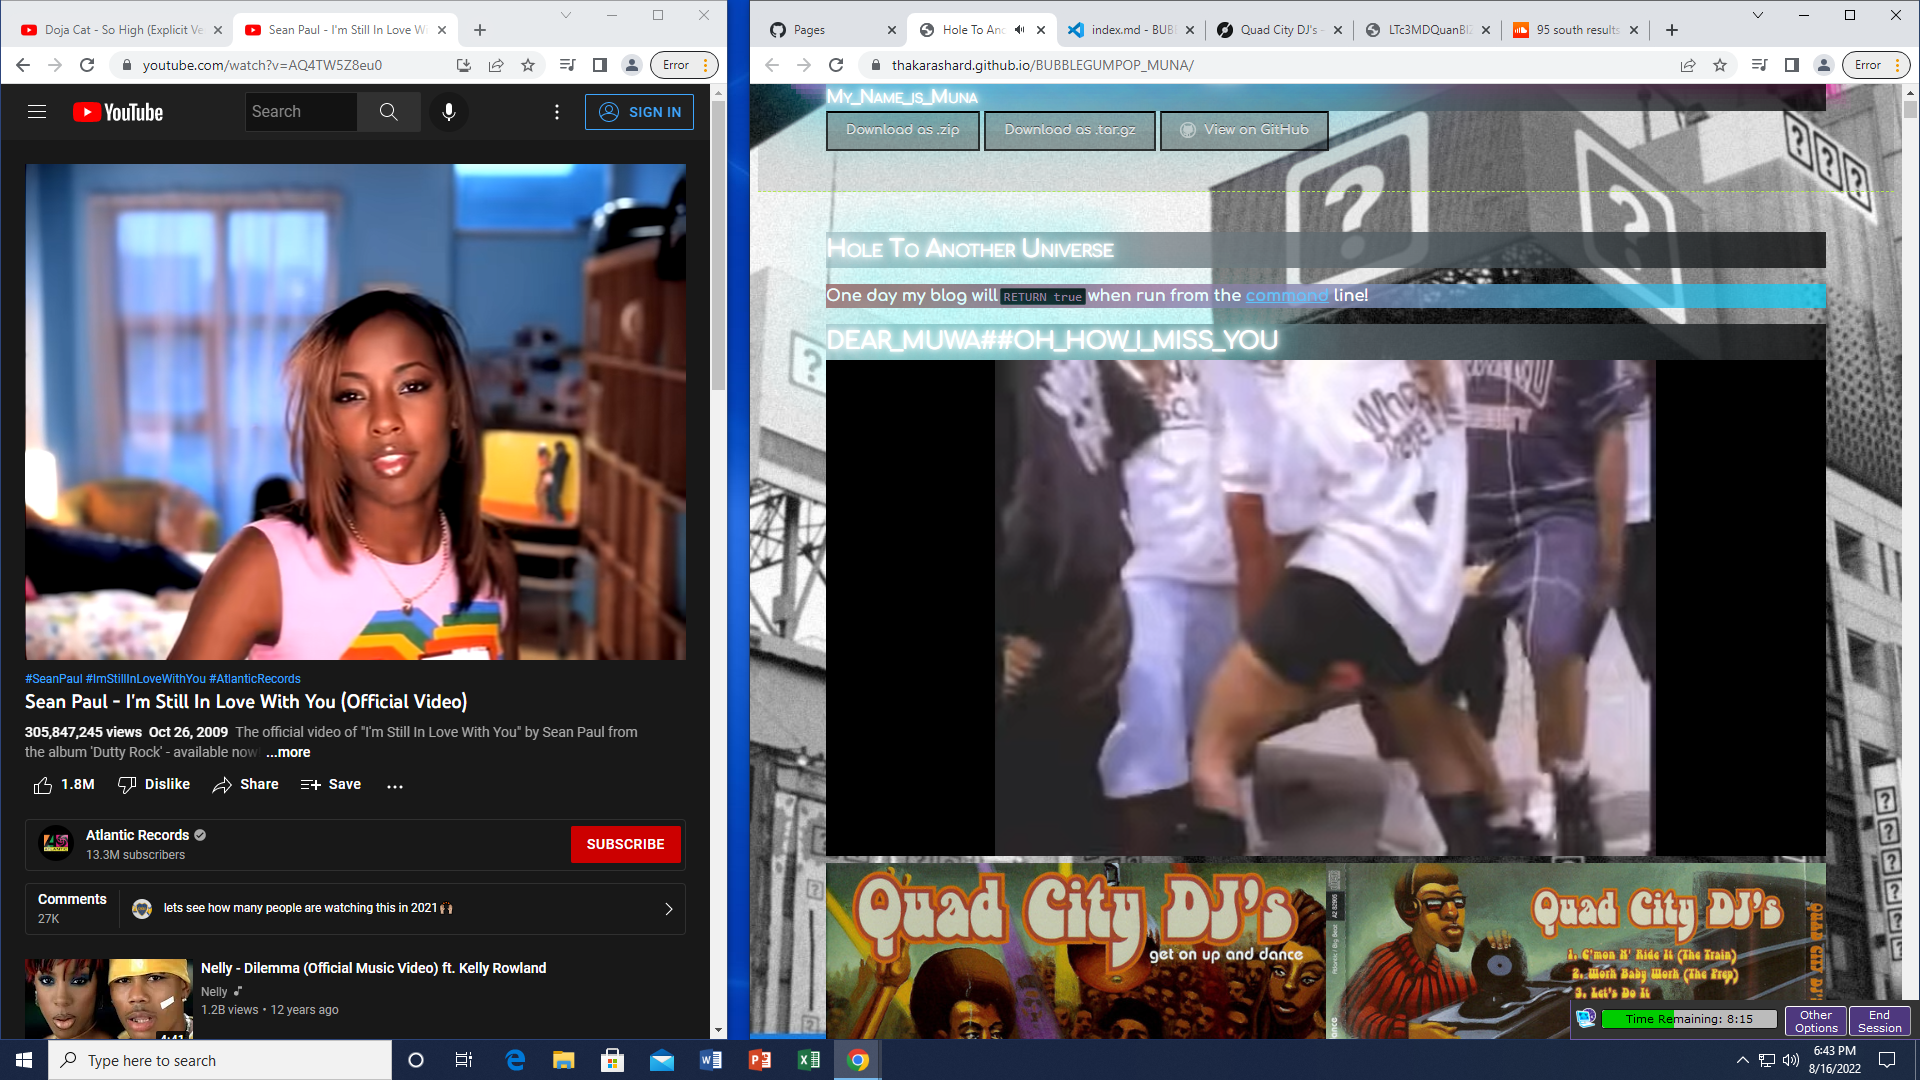 Doja Cat - So High (Explicit Ve
Sean Paul - I'm Still In Love W
youtube.com/watch?v=AQ4TW5Z8eu0
Error
YouTube
Search
SIGN IN
#SeanPaul #ImStillInLoveWithYou #AtlanticRecords
Sean Paul - I'm Still In Love With You (Official Video)
305,847,245 views Oct 26, 2009 The official video of "I'm Still In Love With You" by Sean Paul from
the album 'Dutty Rock' - available now! ...more
1.8M Dislike Share Save
Atlantic Records
13.3M subscribers
SUBSCRIBE
Comments
27K
lets see how many people are watching this in 2021
Nelly - Dilemma (Official Music Video) ft. Kelly Rowland
Nelly
1.2B views • 12 years ago
4:41
Pages
Hole To Ano
index.md - BUBB
Quad City DJ's -
LTc3MDQuanBl
95 south results
thakarashard.github.io/BUBBLEGUMPOP_MUNA/
Error
My_Name_is_Muna
Download as .zip
Download as .tar.gz
View on GitHub
Hole To Another Universe
One day my blog will RETURN true when run from the command line!
DEAR_MUWA##OH_HOW_I_MISS_YOU
Quad City DJ's
get on up and dance
Quad City DJ's
1. C'mon N' Ride It (The Train)
2. Work Baby Work (The Prep)
3. Let's Do It
Time Remaining: 8:15
Other
Options
End
Session
Type here to search
6:43 PM
8/16/2022